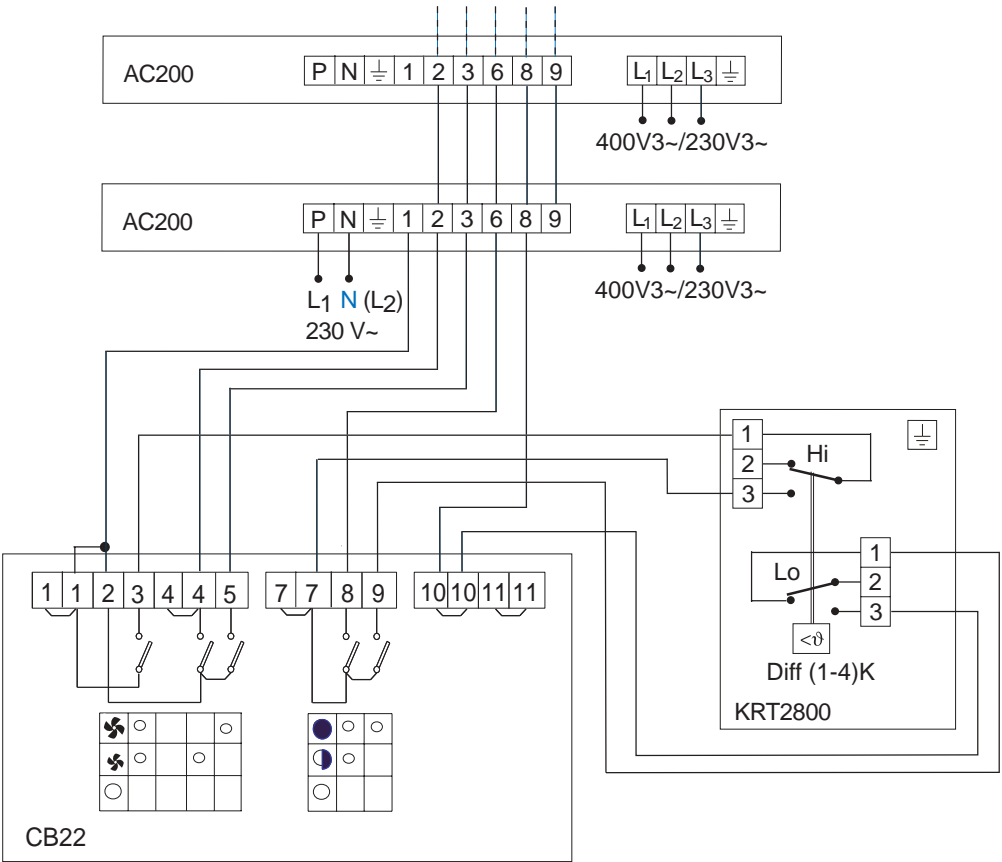 AC200 P N 1 2 3 6 8 9 L1 L2 L3
400V3~/230V3~
AC200 P N 1 2 3 6 8 9 L1 L2 L3
400V3~/230V3~
L1 N (L2)
230 V~
1
2 Hi
3
1 1 2 3 4 4 5 7 7 8 9 10 10 11 11
1
Lo 2
3
<ϑ
Diff (1-4)K
KRT2800
CB22